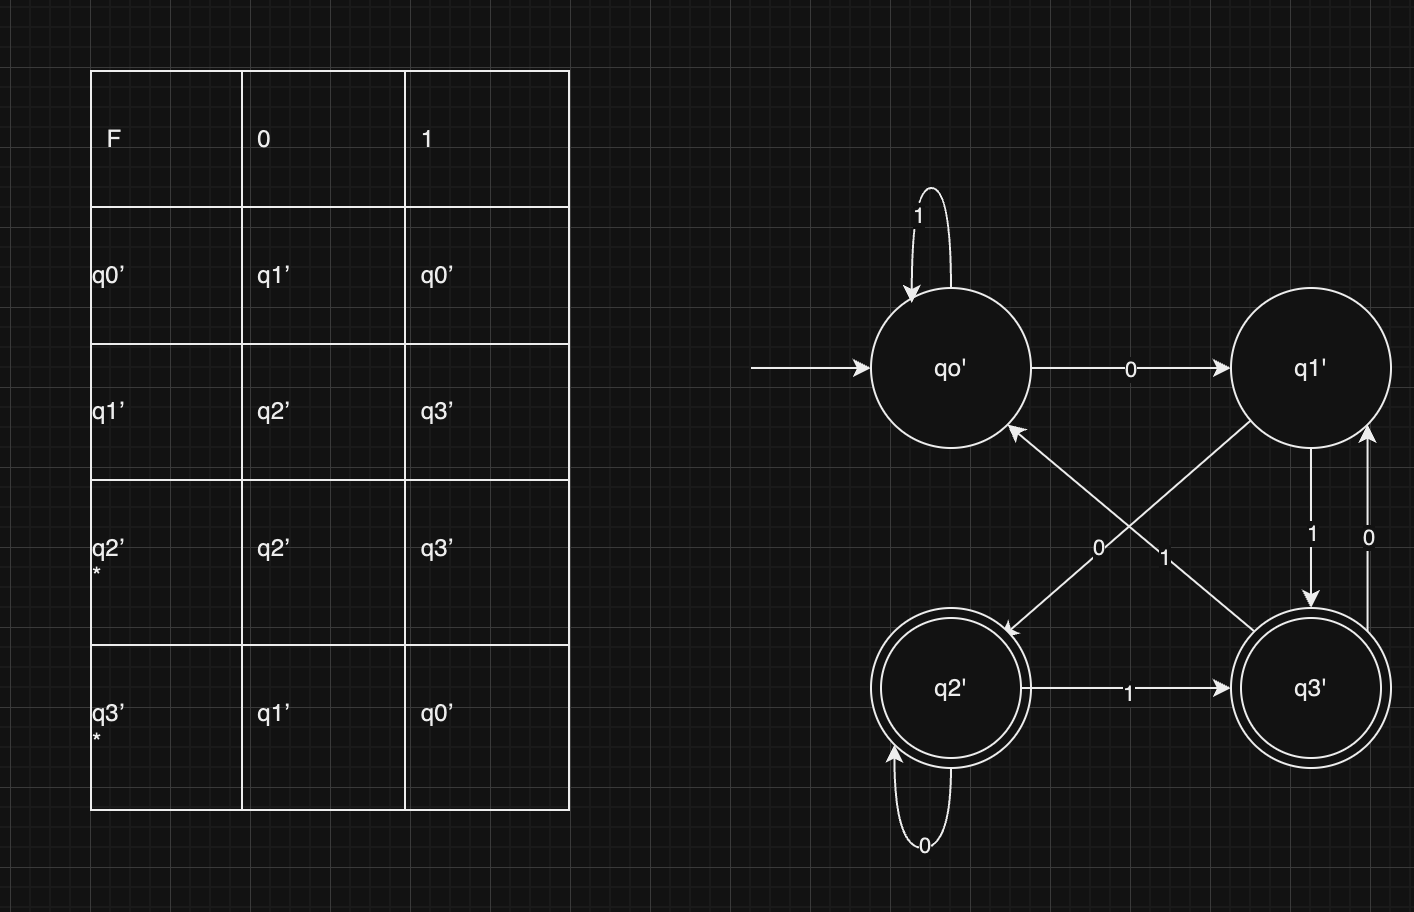 F 0 1
q0’ q1’ q0’
q1’ q2’ q3’
q2’ q2’ q3’
*
q3’ q1’ q0’
*
1
qo'
0
q1'
0
1
1
0
q2'
1
q3'
0